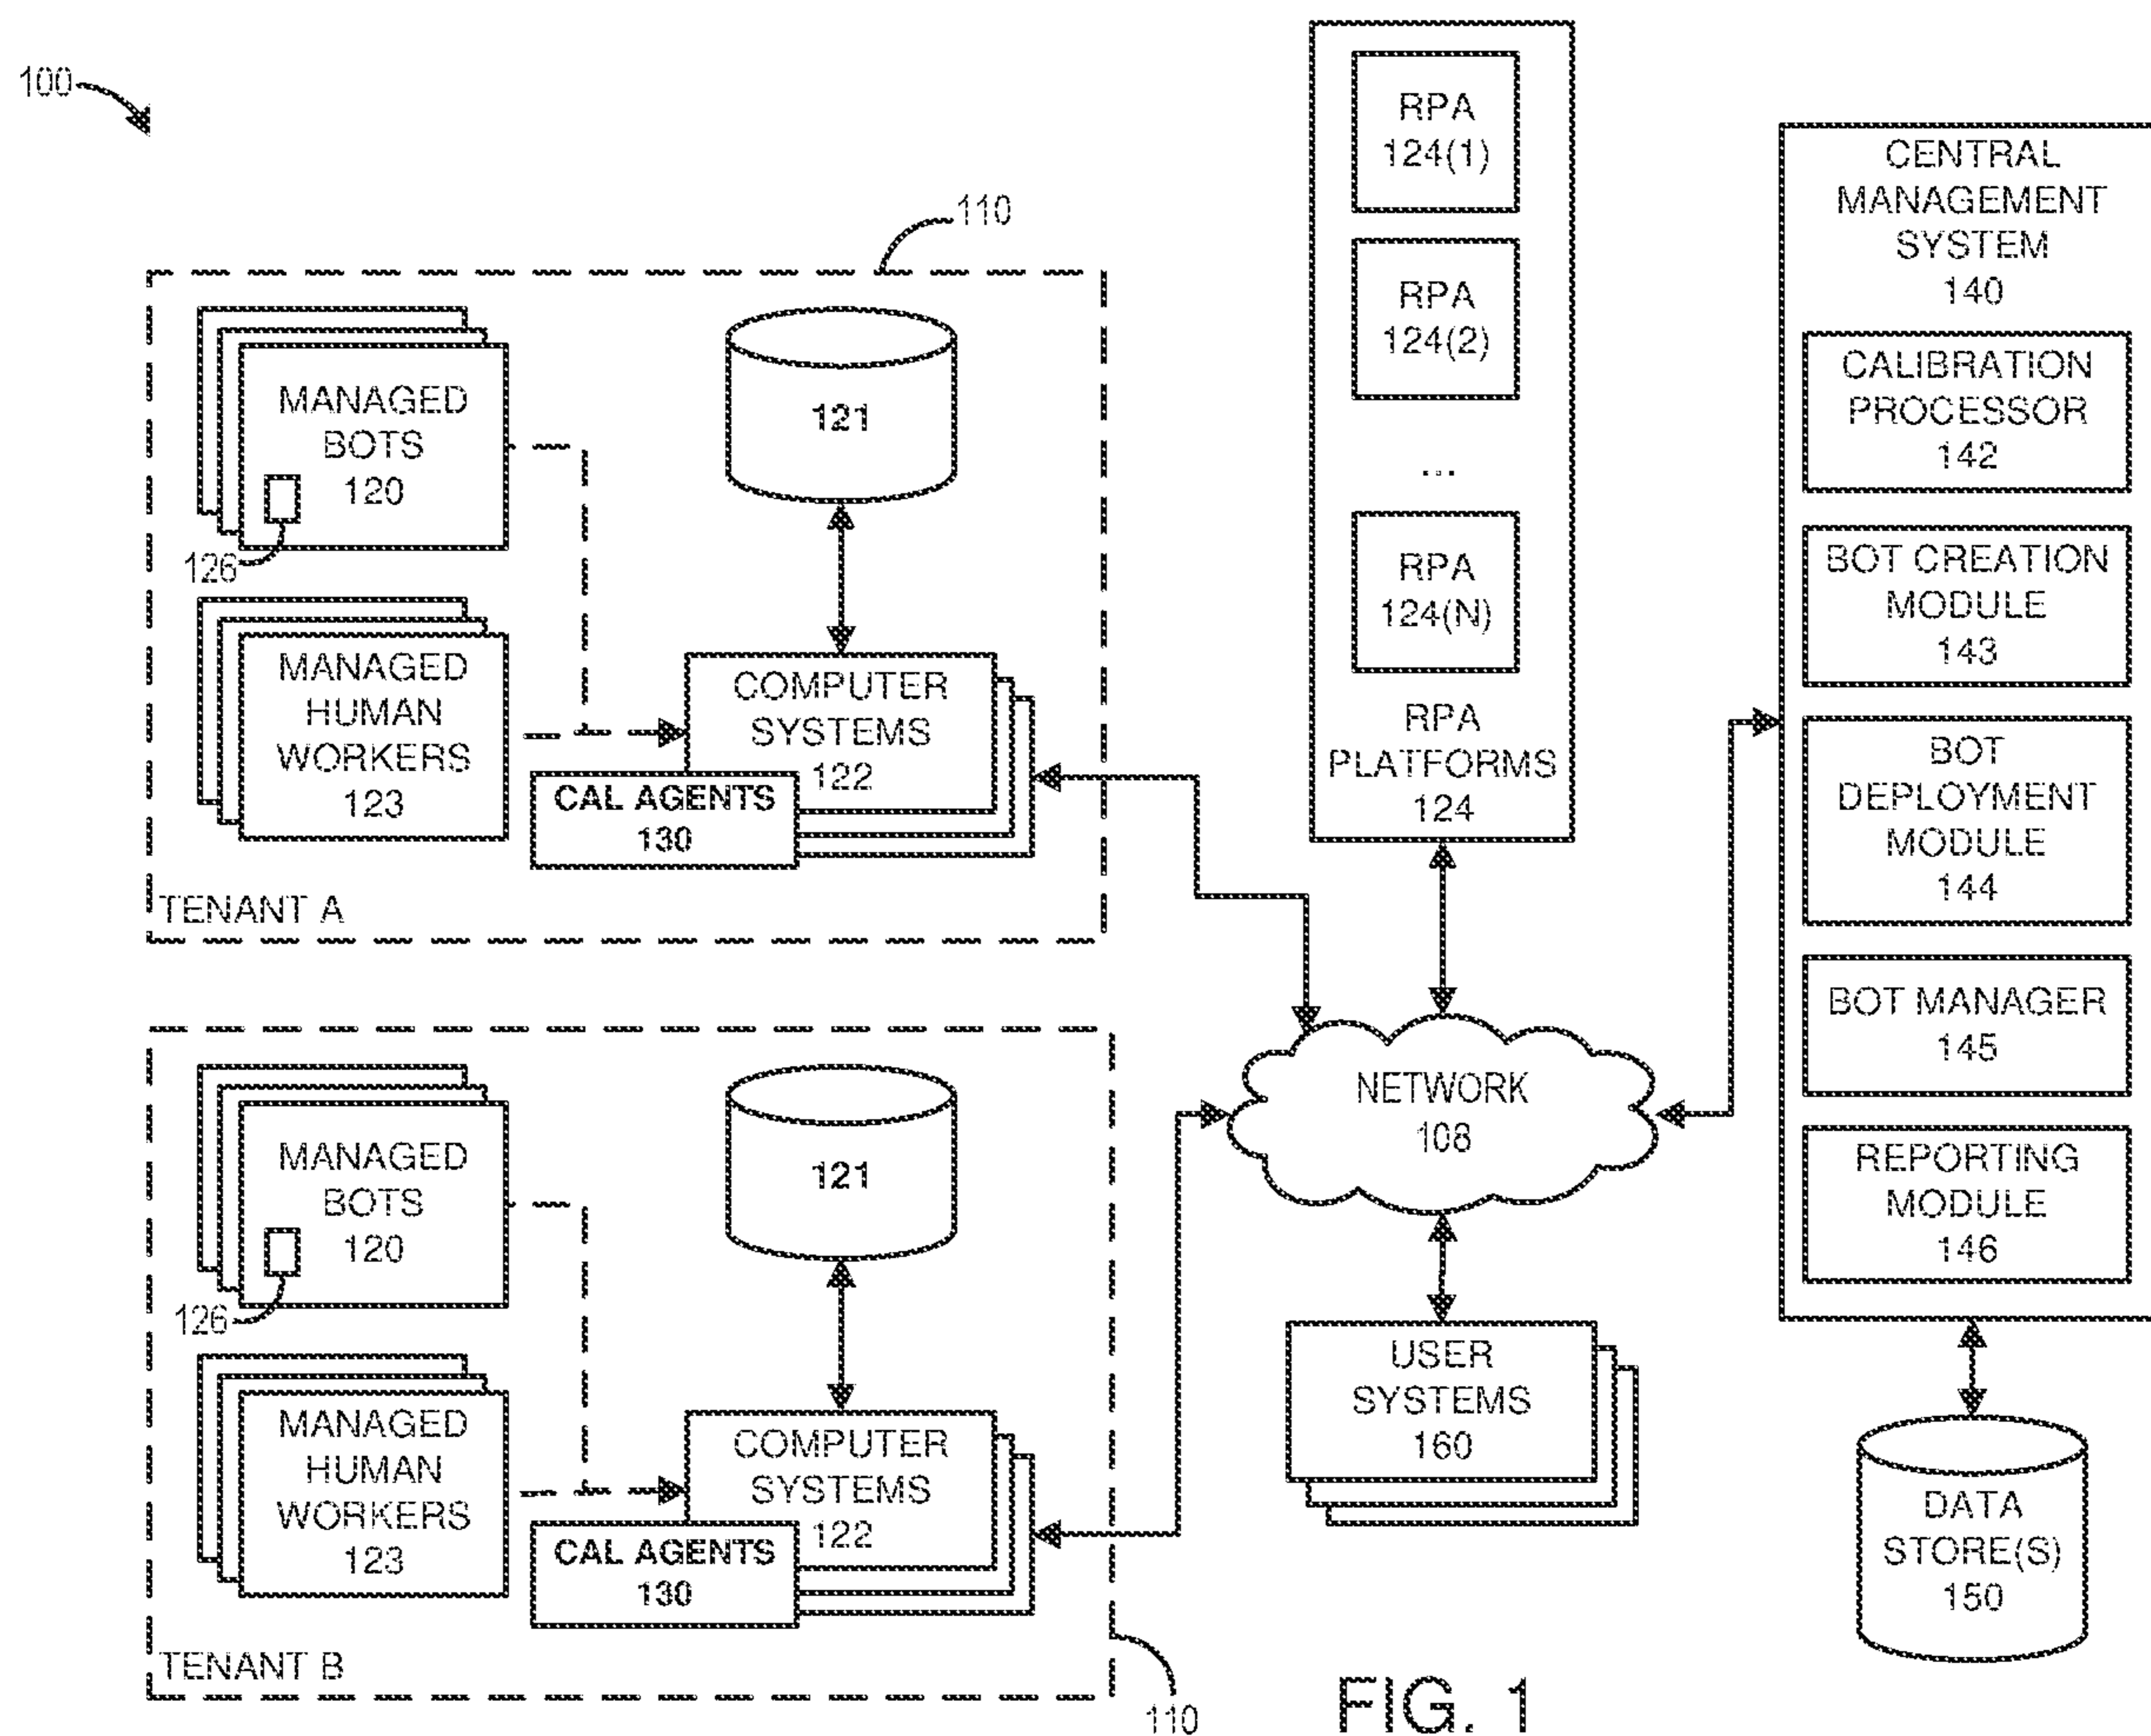 100
110
MANAGED
BOTS
120
126
121
MANAGED
HUMAN
WORKERS
123
COMPUTER
SYSTEMS
122
CAL AGENTS
130
TENANT A
MANAGED
BOTS
120
126
121
MANAGED
HUMAN
WORKERS
123
COMPUTER
SYSTEMS
122
CAL AGENTS
130
TENANT B
110
RPA
124(1)
RPA
124(2)
...
RPA
124(N)
RPA
PLATFORMS
124
NETWORK
108
USER
SYSTEMS
160
CENTRAL
MANAGEMENT
SYSTEM
140
CALIBRATION
PROCESSOR
142
BOT CREATION
MODULE
143
BOT
DEPLOYMENT
MODULE
144
BOT MANAGER
145
REPORTING
MODULE
146
DATA
STORE(S)
150
FIG. 1